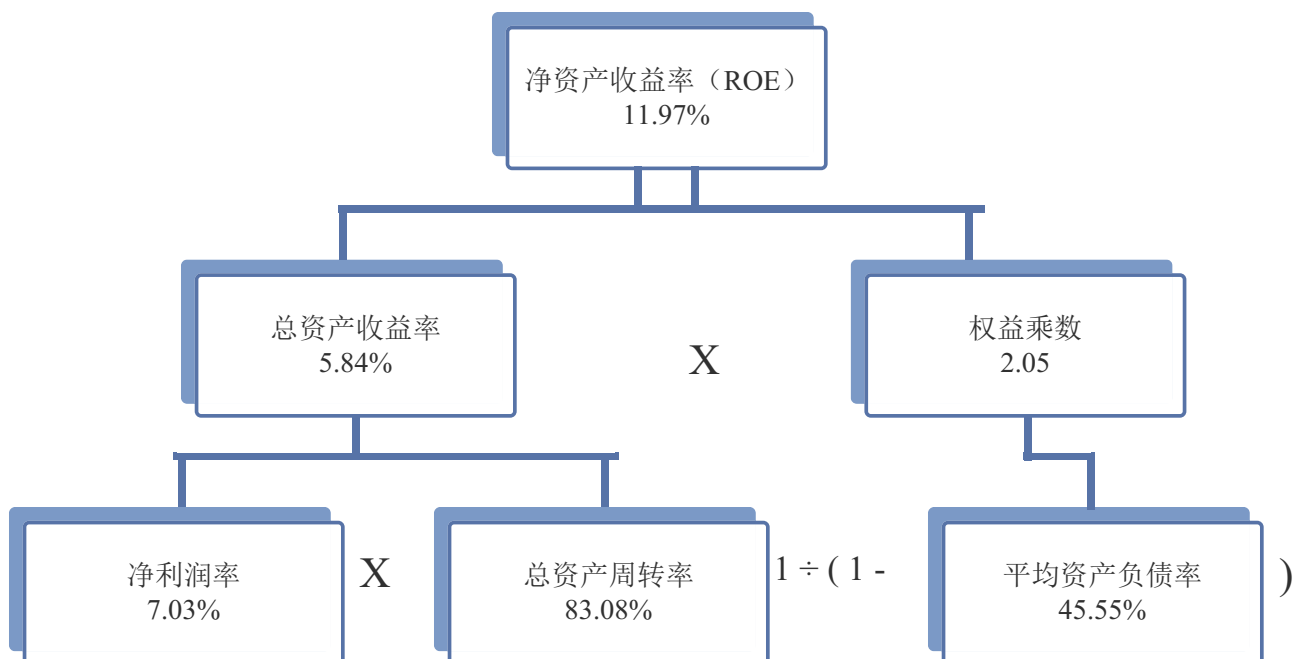 净资产收益率（ROE）
11.97%
总资产收益率
5.84%
X
权益乘数
2.05
净利润率
7.03%
X
总资产周转率
83.08%
1 ÷ ( 1 -
平均资产负债率
45.55%
)